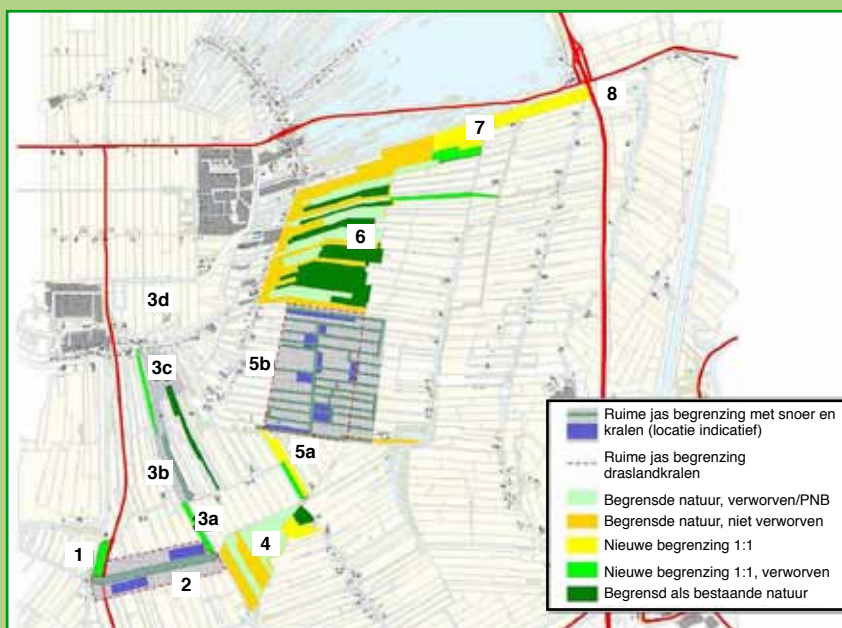 8
7
6
3d
3c
5b
5a
3b
3a
4
1
2
Ruime jas begrenzing met snoer en
kralen (locatie indicatief)
Ruime jas begrenzing
draslandkralen
Begrensde natuur, verworven/PNB
Begrensde natuur, niet verworven
Nieuwe begrenzing 1:1
Nieuwe begrenzing 1:1, verworven
Begrensd als bestaande natuur